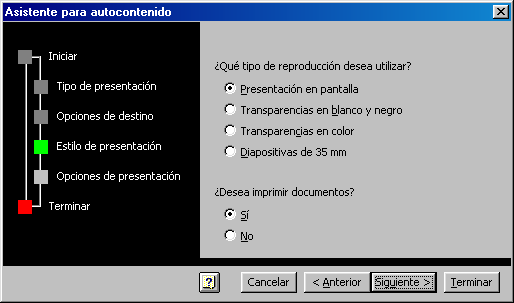 Asistente para autocontenido
Iniciar
Tipo de presentación
Opciones de destino
Estilo de presentación
Opciones de presentación
Terminar
¿Qué tipo de reproducción desea utilizar?
Presentación en pantalla
Transparencias en blanco y negro
Transparencias en color
Diapositivas de 35 mm
¿Desea imprimir documentos?
Sí
No
? Cancelar < Anterior Siguiente > Terminar